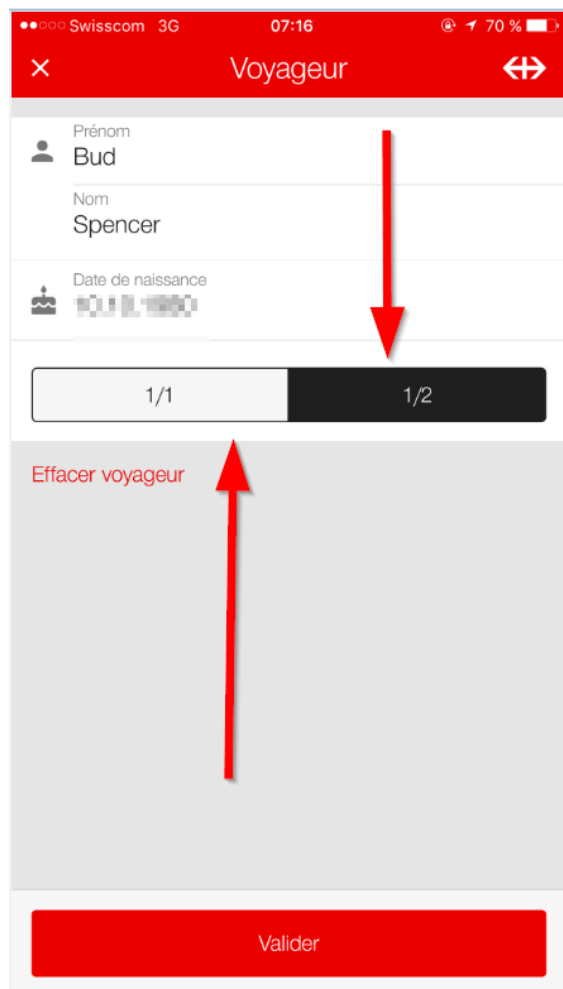 Swisscom 3G 07:16 70 %
Voyageur
Prénom
Bud
Nom
Spencer
Date de naissance
1/1 1/2
Effacer voyageur
Valider